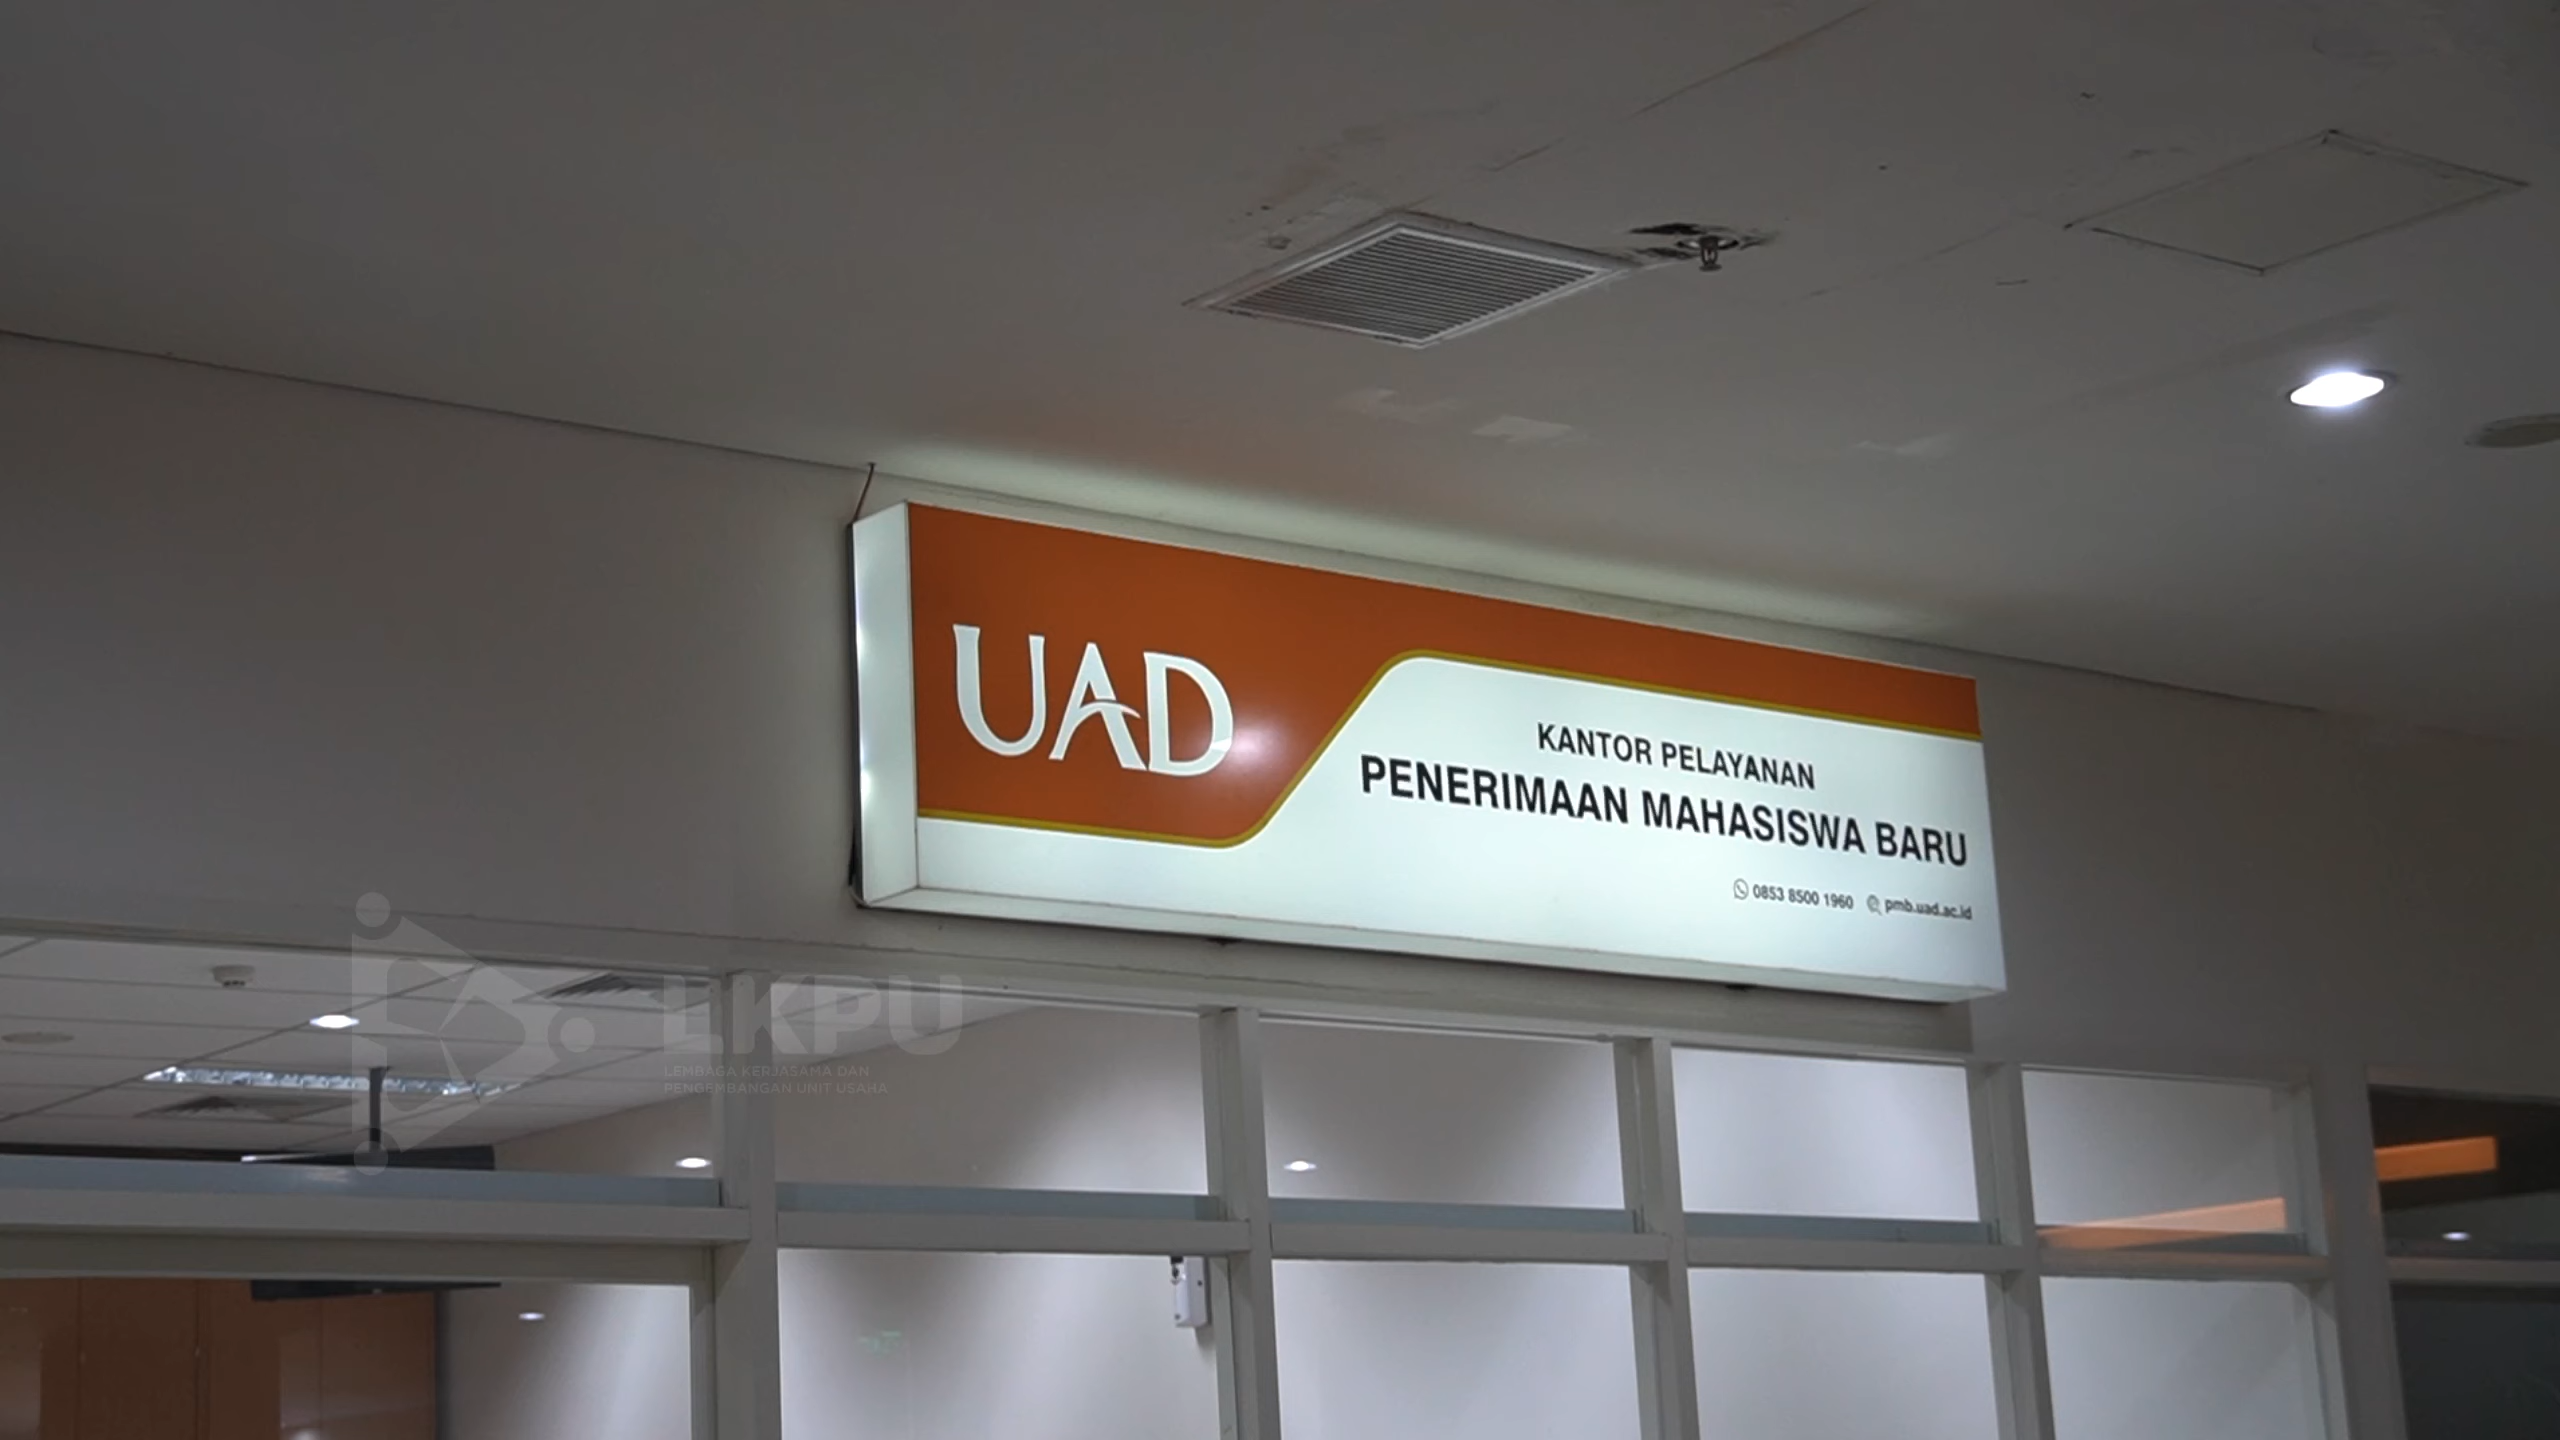 UAD
KANTOR PELAYANAN
PENERIMAAN MAHASISWA BARU
0853 8500 1960 pmb.uad.ac.id
LKPU
LEMBAGA KERJASAMA DAN
PENGEMBANGAN UNIT USAHA